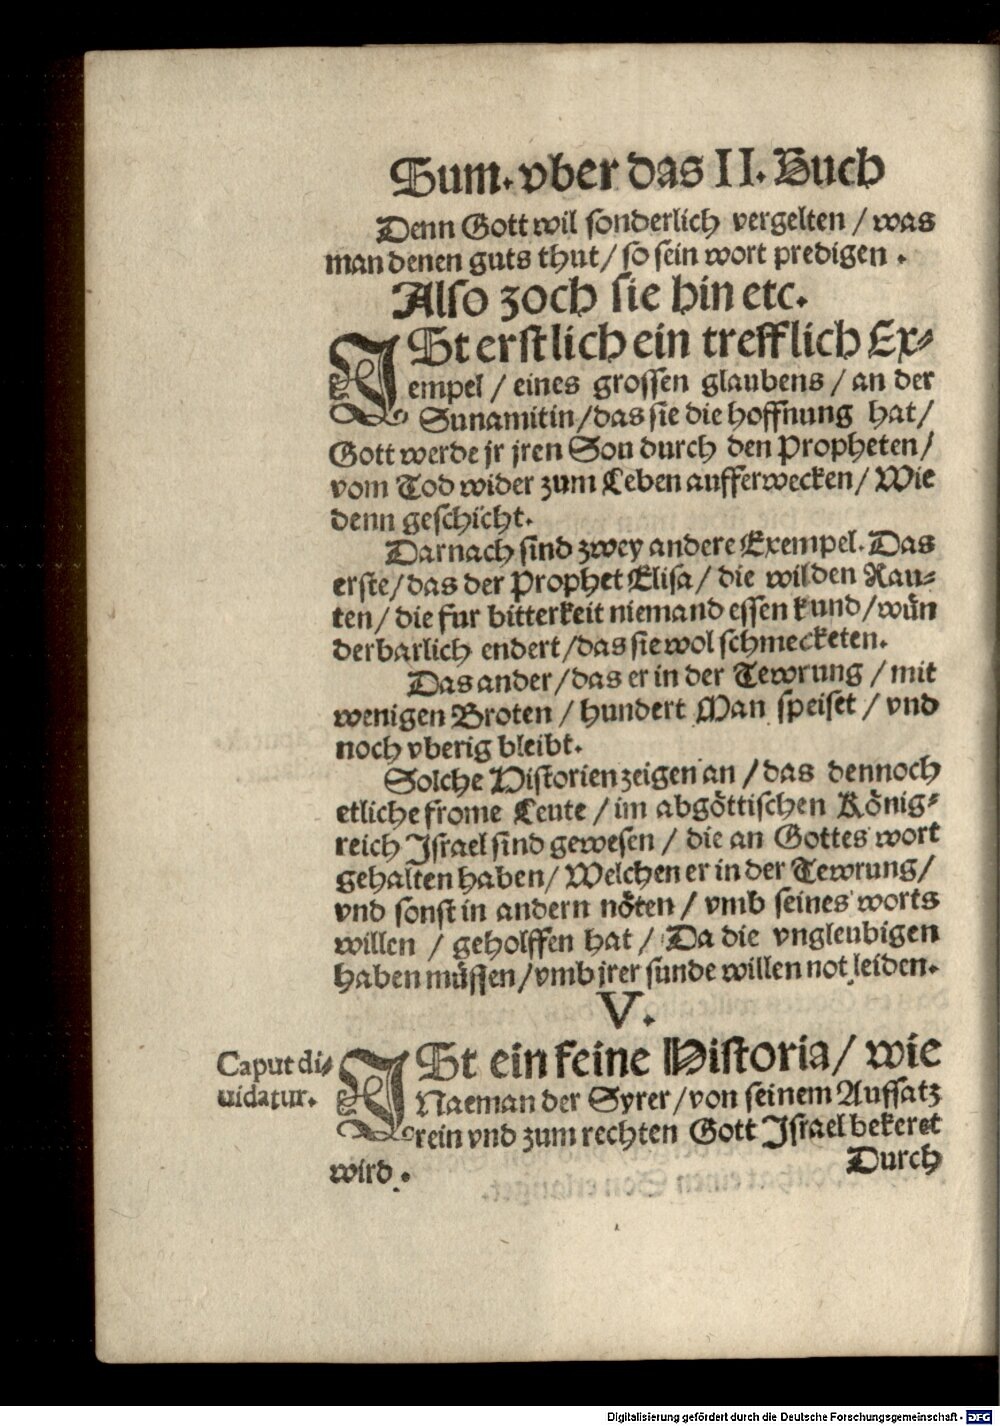 Sum. vber das II. Buch
Denn Gott wil sonderlich vergelten / was
man denen guts thut / so sein wort predigen .
Also zoch sie hin etc.
ISt erstlich ein trefflich Ex⸗
empel / eines grossen glaubens / an der
Sunamitin / das sie die hoffnung hat /
Gott werde jr jren Son durch den Propheten /
vom Tod wider zum Leben aufferwecken / Wie
denn geschicht.
Darnach sind zwey andere Exempel. Das
erste / das der Prophet Elisa / die wilden Rau⸗
ten / die fur bitterkeit niemand essen kund / wün
derbarlich endert / das sie wol schmecketen.
Das ander / das er in der Tewrung / mit
wenigen Broten / hundert Man speiset / vnd
noch vberig bleibt.
Solche Historien zeigen an / das dennoch
etliche frome Leute / im abgöttischen König⸗
reich Israel sind gewesen / die an Gottes wort
gehalten haben / Welchen er in der Tewrung /
vnd sonst in andern nöten / vmb seines worts
willen / geholffen hat / Da die vngleubigen
haben müssen / vmb jrer sunde willen not leiden.
V.
Caput di⸗
uidatur.
ISt ein feine Historia / wie
Naeman der Syrer / von seinem Aussatz
rein vnd zum rechten Gott Israel bekeret
wird .
Durch
Digitalisierung gefördert durch die Deutsche Forschungsgemeinschaft - DFG